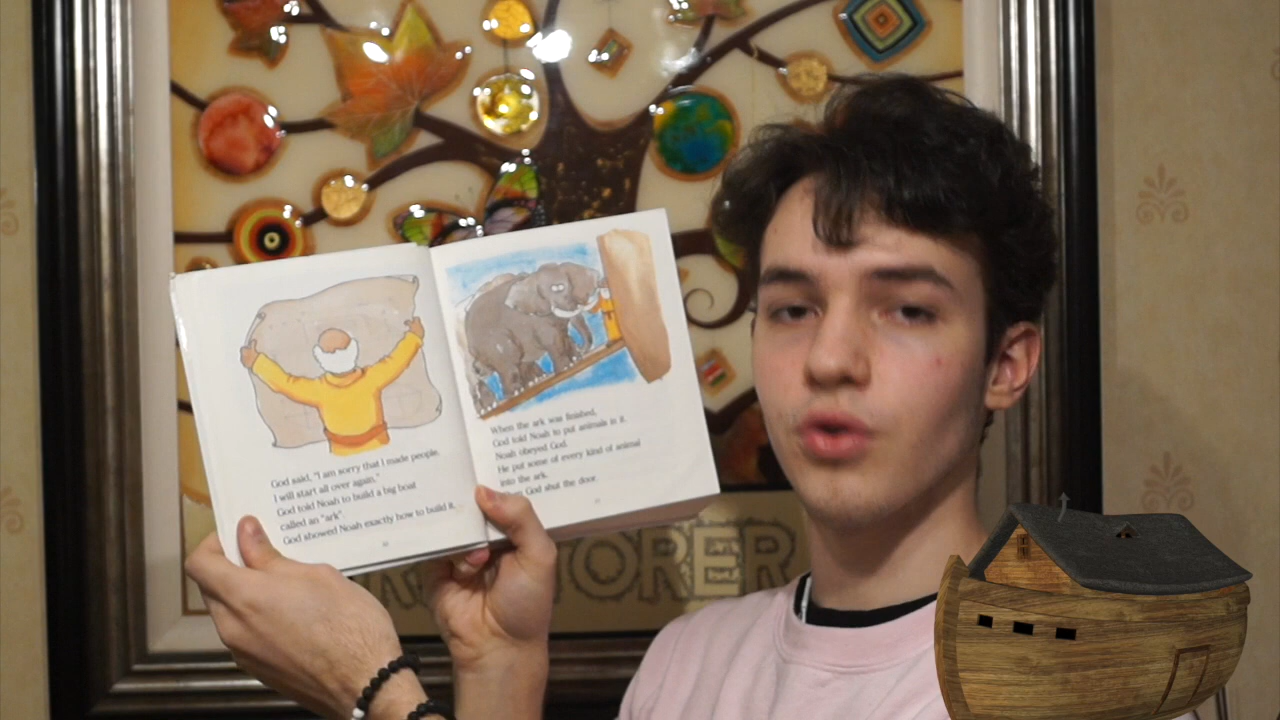 God said, "I am sorry that I made people.
I will start all over again."
God told Noah to build a big boat
called an "ark".
God showed Noah exactly how to build it.
When the ark was finished,
God told Noah to put animals in it.
Noah obeyed God.
He put some of every kind of animal
into the ark.
God shut the door.
ORER